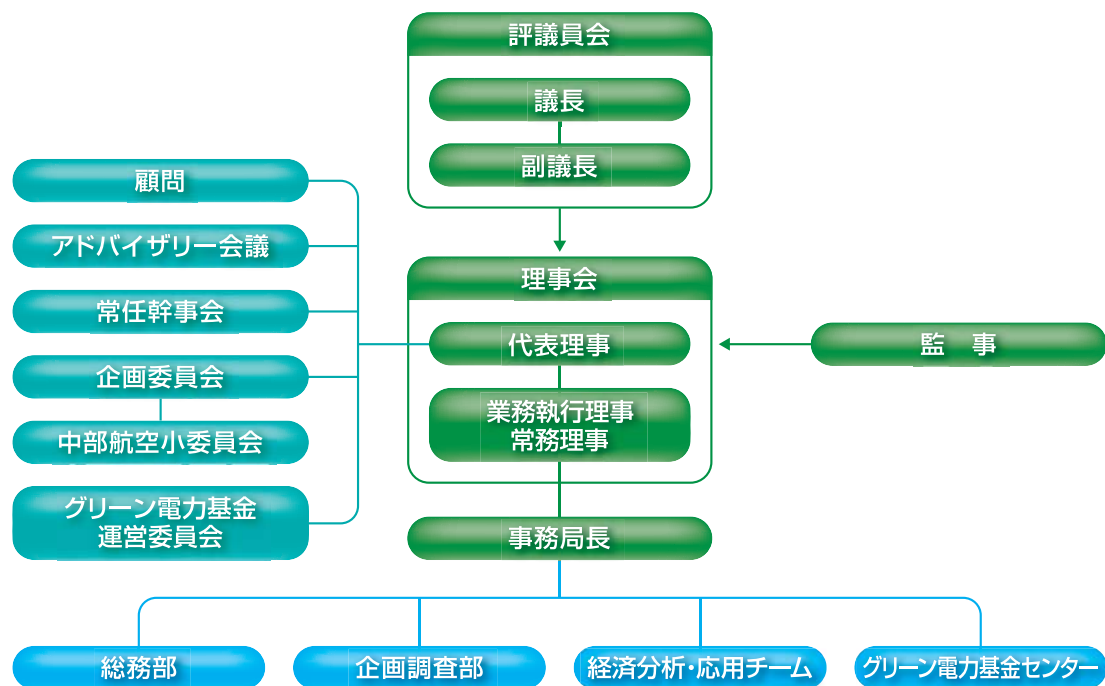 評議員会
議長
副議長
顧問
アドバイザリー会議
常任幹事会
企画委員会
中部航空小委員会
グリーン電力基金
運営委員会
理事会
代表理事
業務執行理事
常務理事
監　事
事務局長
総務部
企画調査部
経済分析・応用チーム
グリーン電力基金センター